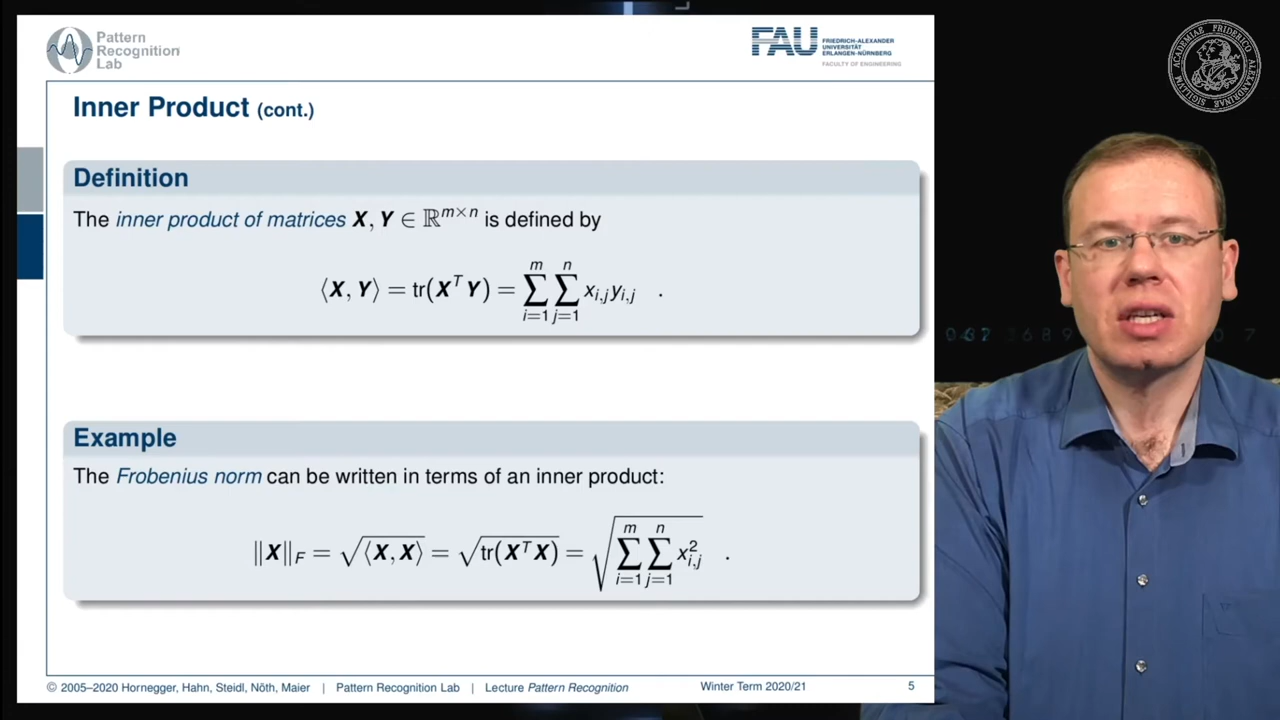 Pattern
Recognition
Lab
FAU
FRIEDRICH-ALEXANDER
UNIVERSITÄT
ERLANGEN-NÜRNBERG
FACULTY OF ENGINEERING
Inner Product (cont.)
Definition
The inner product of matrices X, Y ∈ ℝ^{m×n} is defined by
⟨X, Y⟩ = tr(X^T Y) = ∑_{i=1}^{m} ∑_{j=1}^{n} x_{i,j} y_{i,j} .
Example
The Frobenius norm can be written in terms of an inner product:
‖X‖_F = √⟨X, X⟩ = √tr(X^T X) = √(∑_{i=1}^{m} ∑_{j=1}^{n} x_{i,j}^2) .
© 2005–2020 Hornegger, Hahn, Steidl, Nöth, Maier | Pattern Recognition Lab | Lecture Pattern Recognition Winter Term 2020/21 5